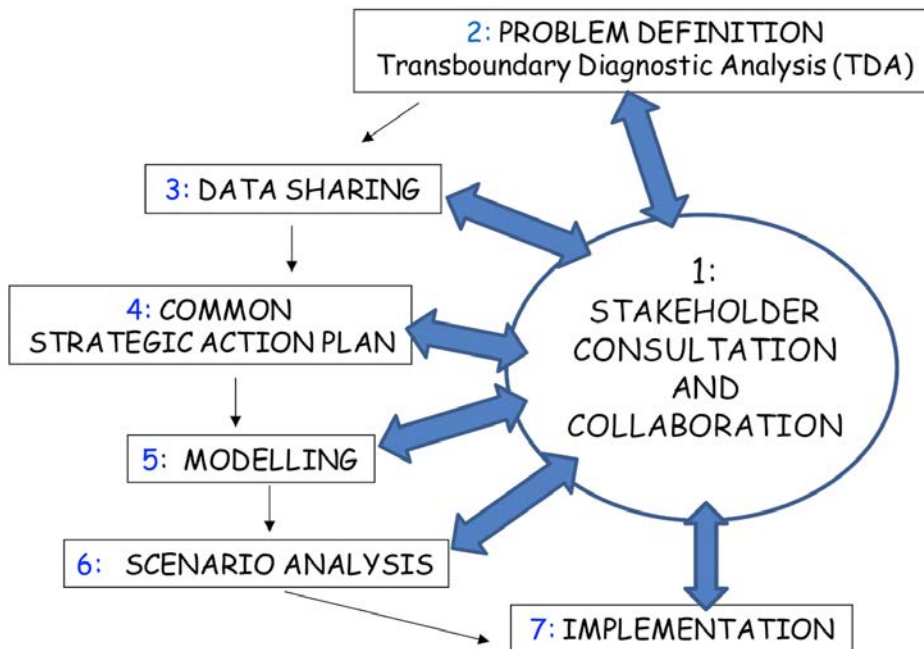 2: PROBLEM DEFINITION
Transboundary Diagnostic Analysis (TDA)
3: DATA SHARING
1:
STAKEHOLDER
CONSULTATION
AND
COLLABORATION
4: COMMON
STRATEGIC ACTION PLAN
5: MODELLING
6: SCENARIO ANALYSIS
7: IMPLEMENTATION